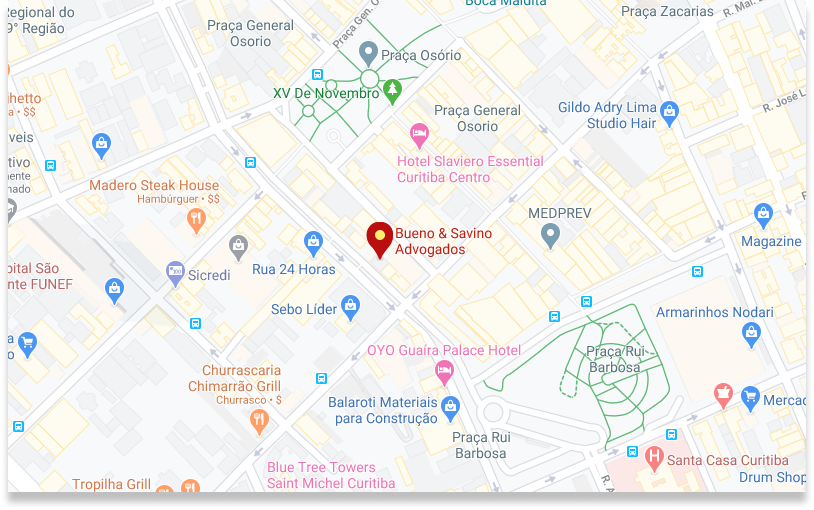 Boca Maldita
egional do
9° Região
Praça General
Osorio
Praça Gen. O
Praça Zacarias
R. Mal.
Praça Osório
XV De Novembro
Praça General
Osorio
Gildo Adry Lima
Studio Hair
R. José L
hetto
a • $$
veis
tivo
mente
hado
Hotel Slaviero Essential
Curitiba Centro
Madero Steak House
Hambúrguer • $$
MEDPREV
Bueno & Savino
Advogados
Magazine
Rua 24 Horas
Sicredi
pital São
nte FUNEF
Sebo Líder
Armarinhos Nodari
a
o
OYO Guaíra Palace Hotel
Praça Rui
Barbosa
Churrascaria
Chimarrão Grill
Churrasco • $
Balaroti Materiais
para Construção
Mercad
Praça Rui
Barbosa
Santa Casa Curitiba
Blue Tree Towers
Saint Michel Curitiba
Drum Shop
Tropilha Grill
R. A